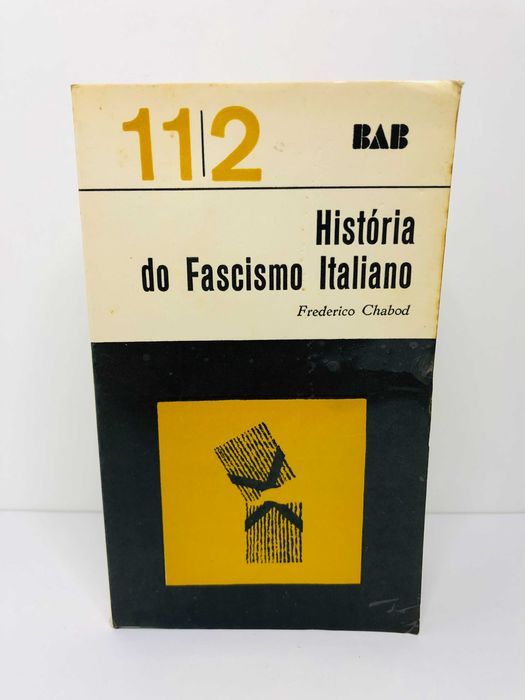 11|2
BAB
História
do Fascismo Italiano
Frederico Chabod